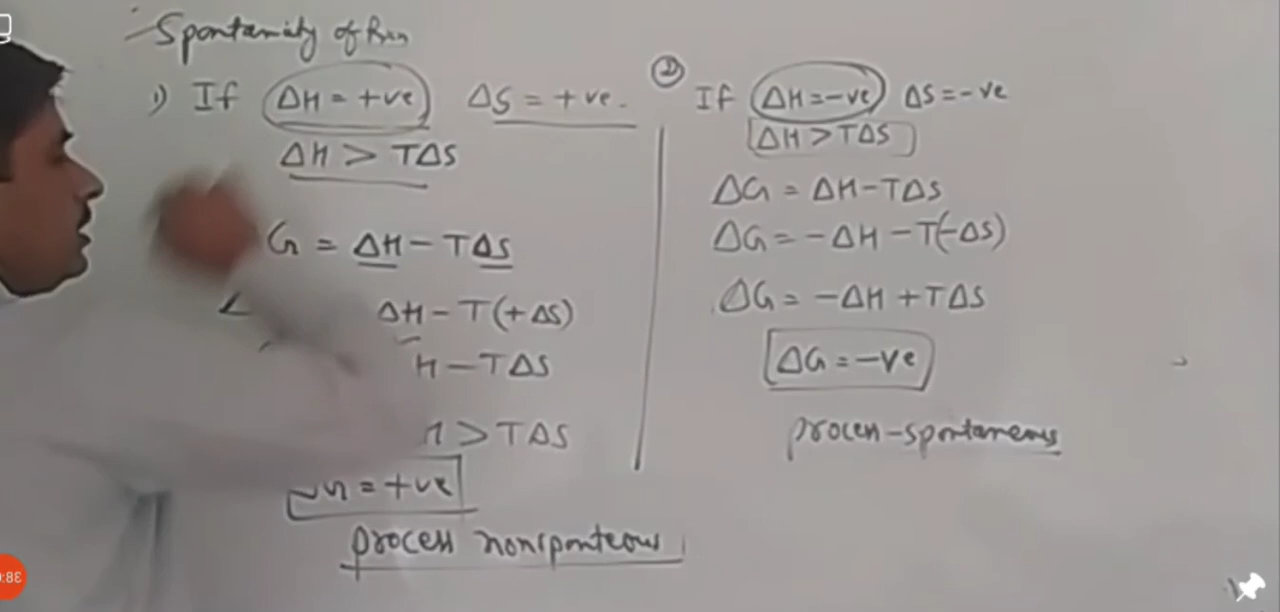 Spontaniety of Rxn
1) If ΔH = +ve ΔS = +ve.
ΔH > TΔS
G = ΔH - TΔS
ΔH - T(+ΔS)
H - TΔS
H > TΔS
= +ve
process nonsponteous
② If ΔH = -ve ΔS = -ve
ΔH > TΔS
ΔG = ΔH - TΔS
ΔG = -ΔH - T(-ΔS)
ΔG = -ΔH + TΔS
ΔG = -ve
process - spontaneous